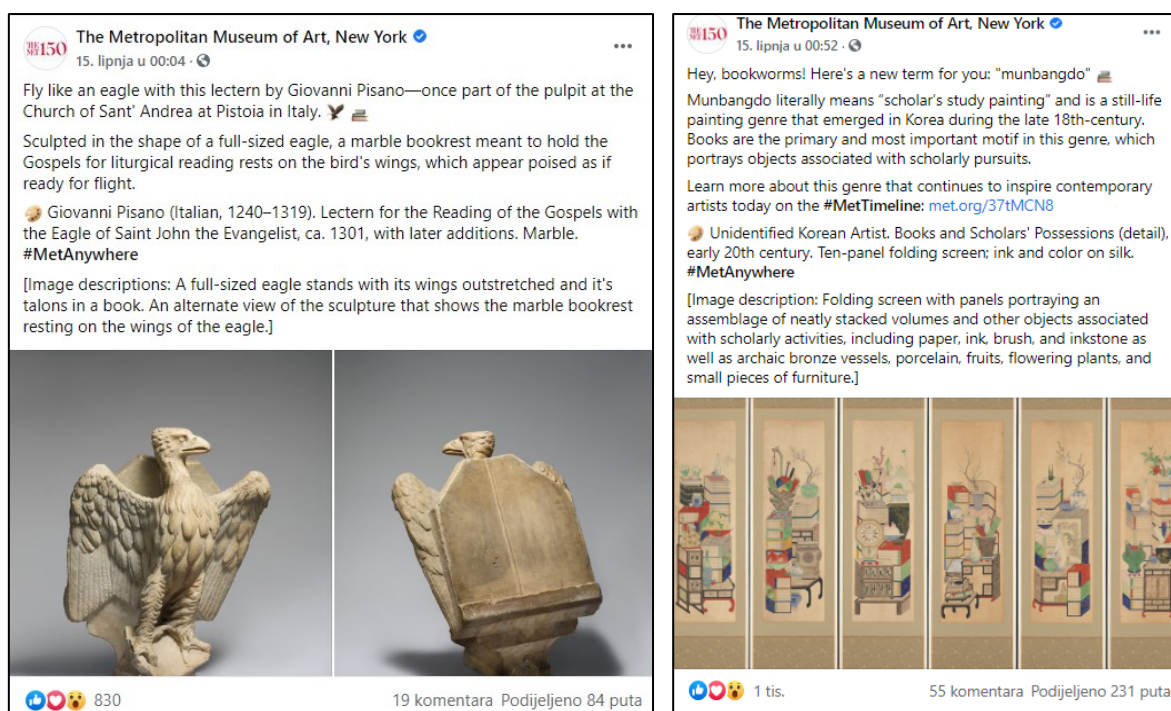 THE MET 150
The Metropolitan Museum of Art, New York
15. lipnja u 00:04 ·
Fly like an eagle with this lectern by Giovanni Pisano—once part of the pulpit at the
Church of Sant' Andrea at Pistoia in Italy.
Sculpted in the shape of a full-sized eagle, a marble bookrest meant to hold the
Gospels for liturgical reading rests on the bird's wings, which appear poised as if
ready for flight.
Giovanni Pisano (Italian, 1240–1319). Lectern for the Reading of the Gospels with
the Eagle of Saint John the Evangelist, ca. 1301, with later additions. Marble.
#MetAnywhere
[Image descriptions: A full-sized eagle stands with its wings outstretched and it's
talons in a book. An alternate view of the sculpture that shows the marble bookrest
resting on the wings of the eagle.]
830
19 komentara Podijeljeno 84 puta
THE MET 150
The Metropolitan Museum of Art, New York
15. lipnja u 00:52 ·
Hey, bookworms! Here's a new term for you: "munbangdo"
Munbangdo literally means “scholar’s study painting” and is a still-life
painting genre that emerged in Korea during the late 18th-century.
Books are the primary and most important motif in this genre, which
portrays objects associated with scholarly pursuits.
Learn more about this genre that continues to inspire contemporary
artists today on the #MetTimeline: met.org/37tMCN8
Unidentified Korean Artist. Books and Scholars' Possessions (detail),
early 20th century. Ten-panel folding screen; ink and color on silk.
#MetAnywhere
[Image description: Folding screen with panels portraying an
assemblage of neatly stacked volumes and other objects associated
with scholarly activities, including paper, ink, brush, and inkstone as
well as archaic bronze vessels, porcelain, fruits, flowering plants, and
small pieces of furniture.]
1 tis.
55 komentara Podijeljeno 231 puta